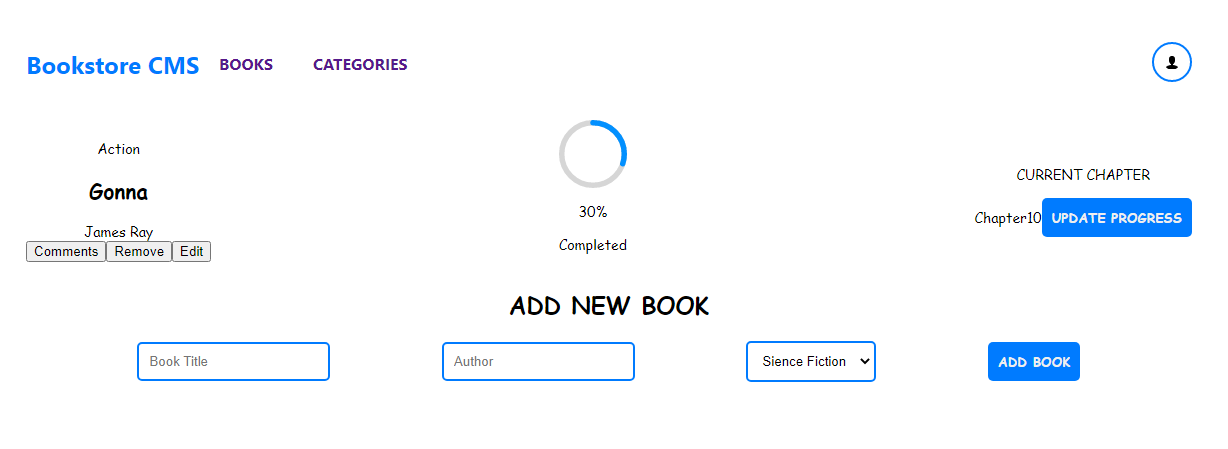 Bookstore CMS BOOKS CATEGORIES
Action
Gonna
James Ray
Comments Remove Edit
30%
Completed
CURRENT CHAPTER
Chapter10 UPDATE PROGRESS
ADD NEW BOOK
Book Title Author Sience Fiction ADD BOOK